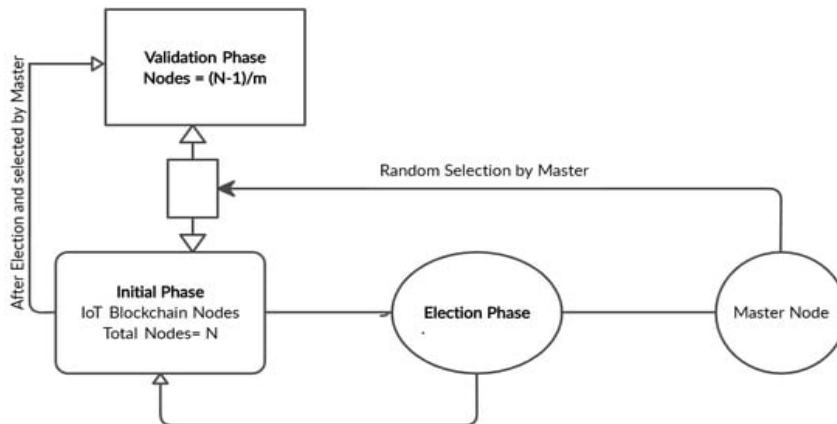 Validation Phase
Nodes = (N-1)/m
After Election and selected by Master
Random Selection by Master
Initial Phase
IoT Blockchain Nodes
Total Nodes= N
Election Phase
Master Node